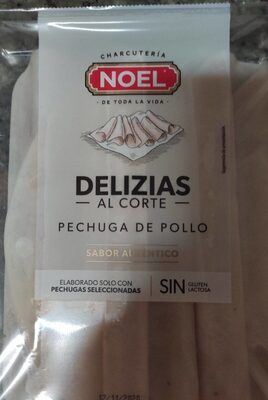 CHARCUTERÍA
NOEL
- DE TODA LA VIDA -
DELIZIAS
— AL CORTE —
PECHUGA DE POLLO
SABOR AUTÉNTICO
ELABORADO SOLO CON
PECHUGAS SELECCIONADAS
SIN GLUTEN
LACTOSA